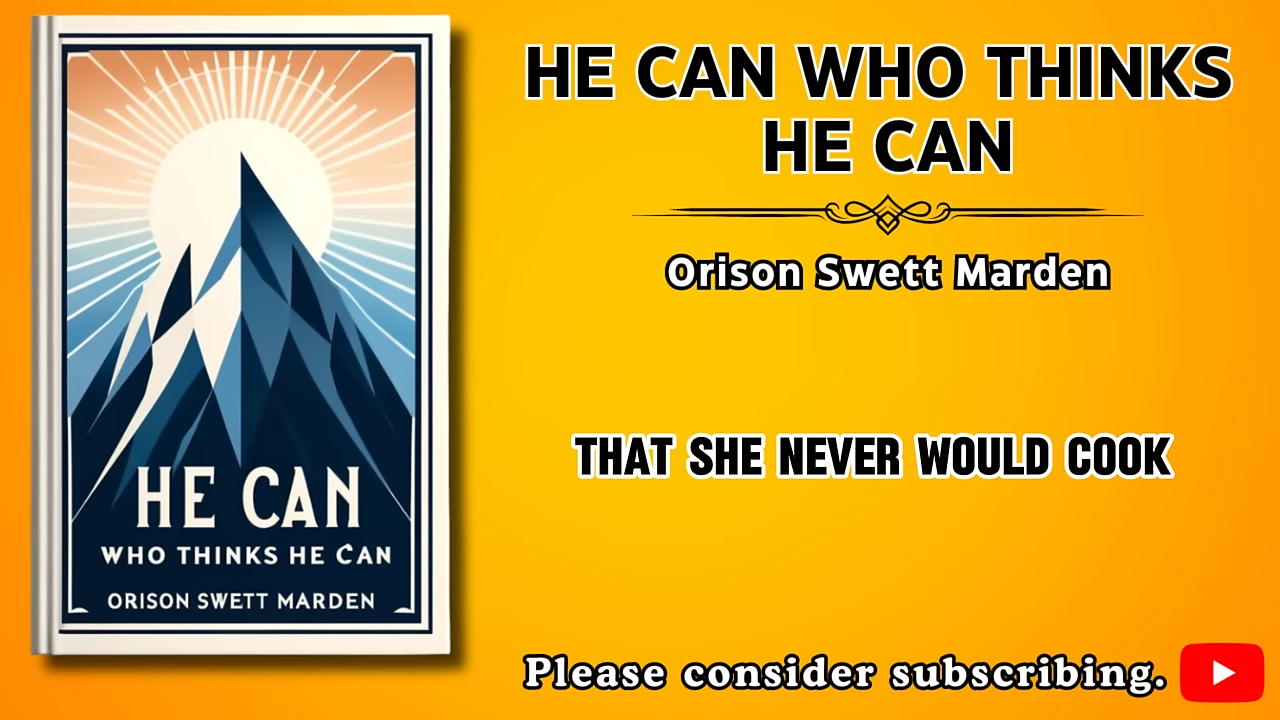 HE CAN
WHO THINKS HE CAN
ORISON SWETT MARDEN
HE CAN WHO THINKS
HE CAN
Orison Swett Marden
THAT SHE NEVER WOULD COOK
Please consider subscribing.